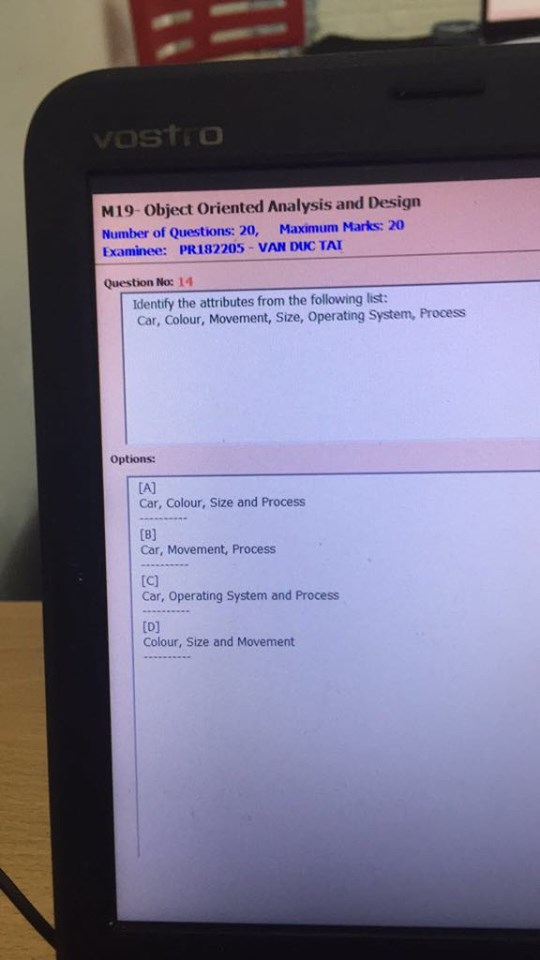 vostro
M19- Object Oriented Analysis and Design
Number of Questions: 20, Maximum Marks: 20
Examinee: PR182205 - VAN DUC TAI
Question No: 14
Identify the attributes from the following list:
Car, Colour, Movement, Size, Operating System, Process
Options:
[A]
Car, Colour, Size and Process
----------
[B]
Car, Movement, Process
----------
[C]
Car, Operating System and Process
----------
[D]
Colour, Size and Movement
----------